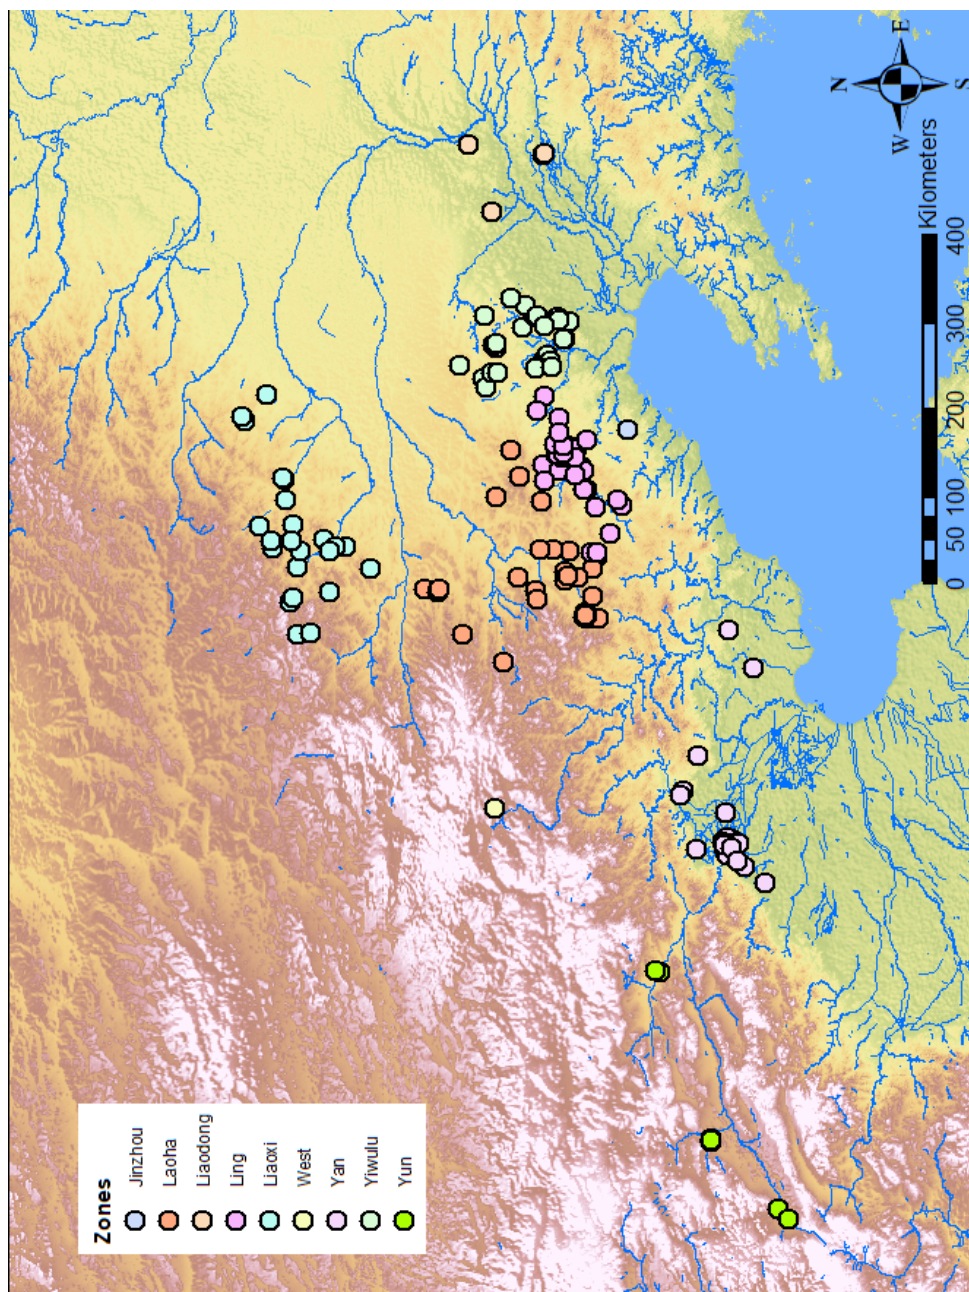 Zones
Jinzhou
Laoha
Liaodong
Ling
Liaoxi
West
Yan
Yiwulu
Yun
N
W E
S
Kilometers
0 50 100 200 300 400